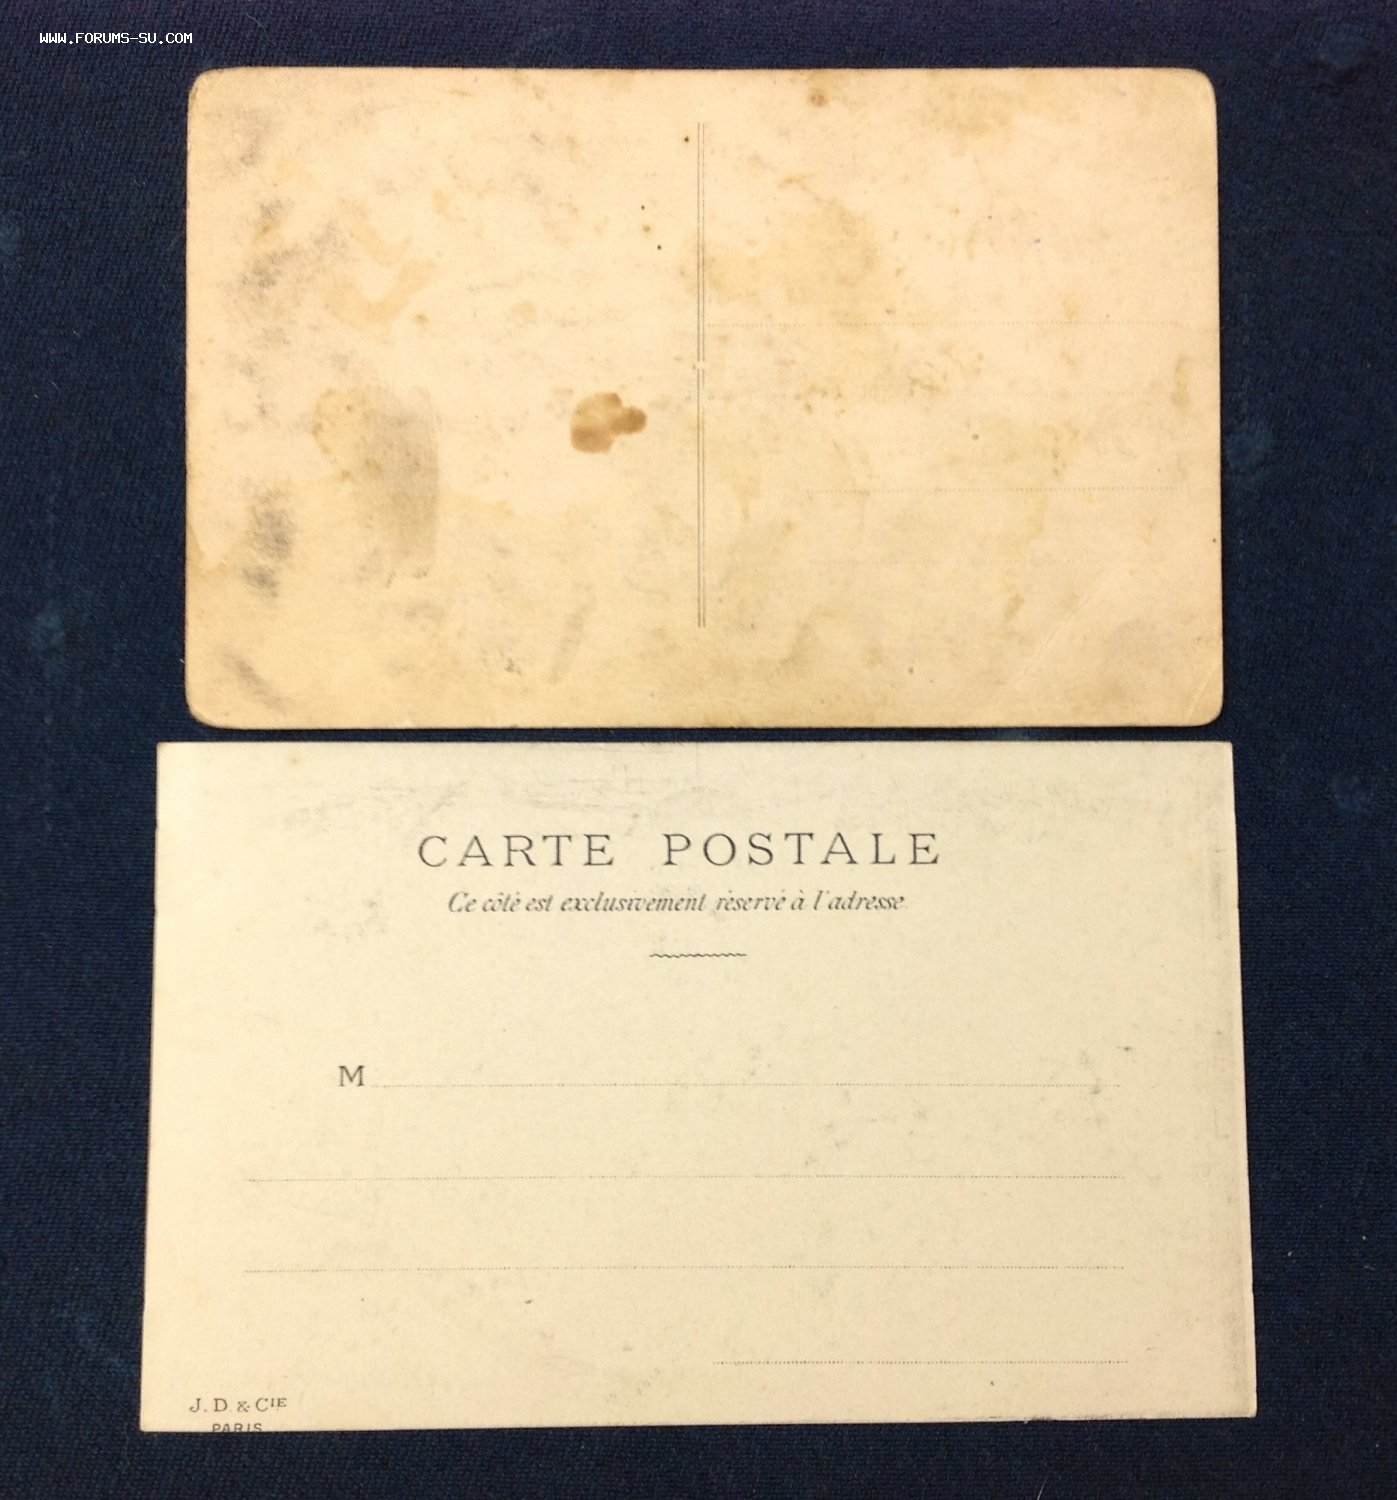 WWW.FORUMS-SU.COM
CARTE POSTALE
Ce côté est exclusivement réservé à l'adresse
M
J. D. & CIE
PARIS